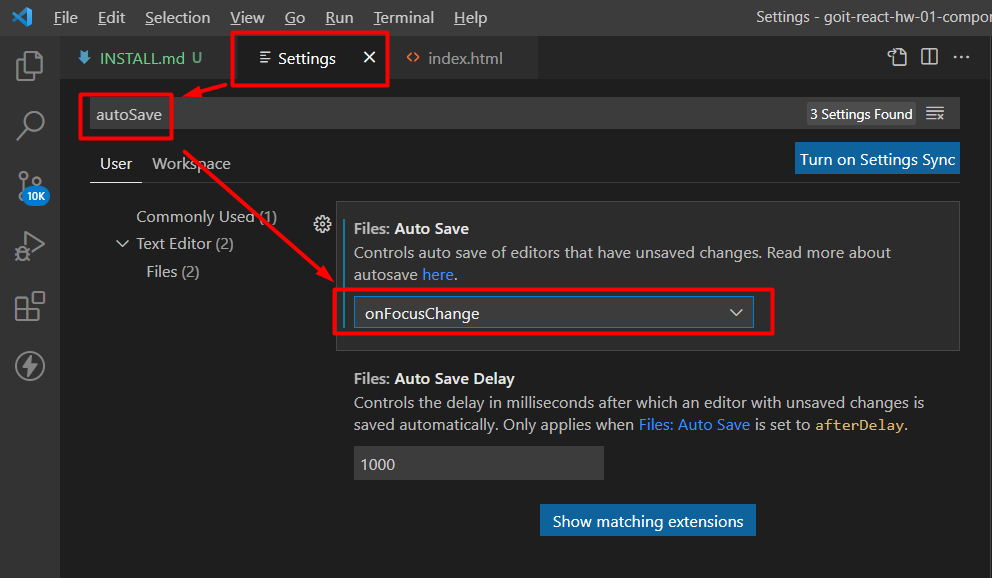 File Edit Selection View Go Run Terminal Help Settings - goit-react-hw-01-compor
INSTALL.md U Settings index.html
autoSave 3 Settings Found
User Workspace Turn on Settings Sync
10K
Commonly Used (1)
Text Editor (2)
Files (2)
Files: Auto Save
Controls auto save of editors that have unsaved changes. Read more about
autosave here.
onFocusChange
Files: Auto Save Delay
Controls the delay in milliseconds after which an editor with unsaved changes is
saved automatically. Only applies when Files: Auto Save is set to afterDelay.
1000
Show matching extensions